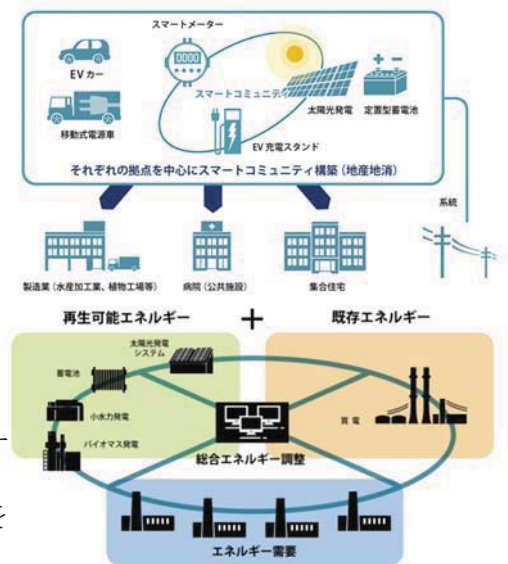 スマートメーター
EVカー
スマートコミュニティ
太陽光発電
定置型蓄電池
移動式電源車
EV充電スタンド
それぞれの拠点を中心にスマートコミュニティ構築（地産地消）
系統
製造業（水産加工業、植物工場等）
病院（公共施設）
集合住宅
再生可能エネルギー
+
既存エネルギー
太陽光発電
システム
蓄電池
小水力発電
バイオマス発電
買電
総合エネルギー調整
エネルギー需要
ー
を